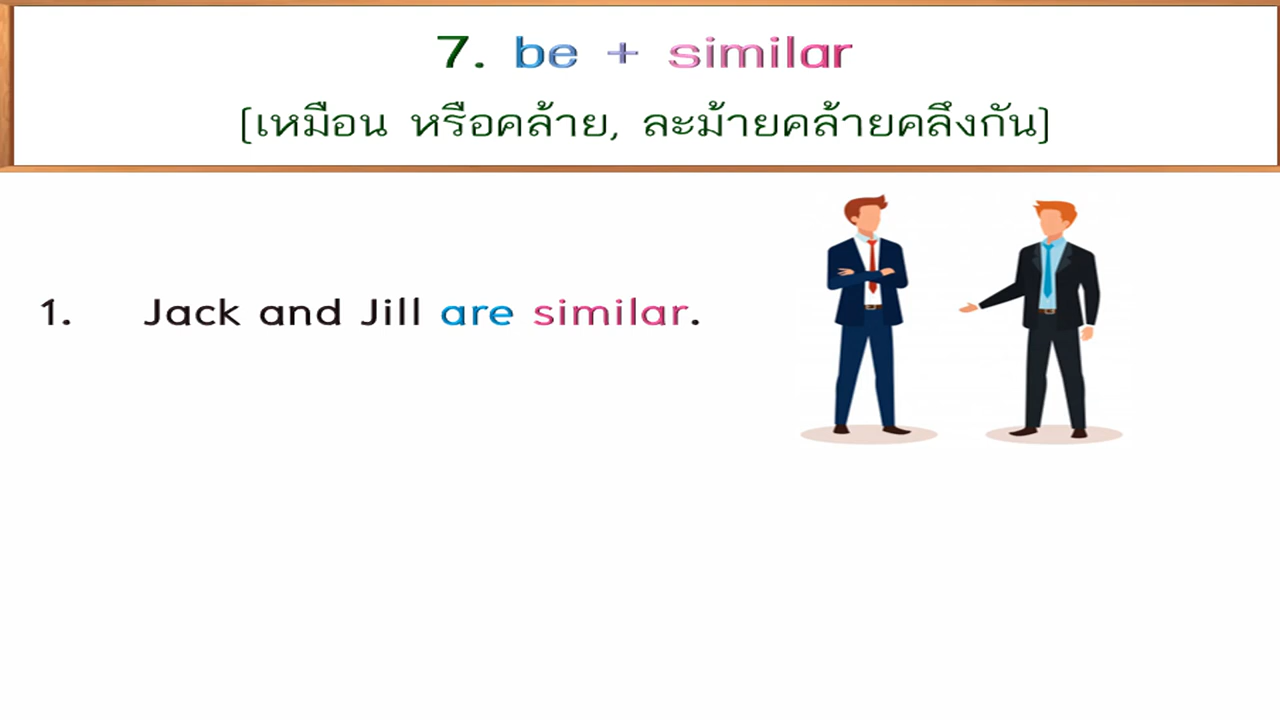 7. be + similar
[เหมือน หรือคล้าย, ละม้ายคล้ายคลึงกัน]
1. Jack and Jill are similar.